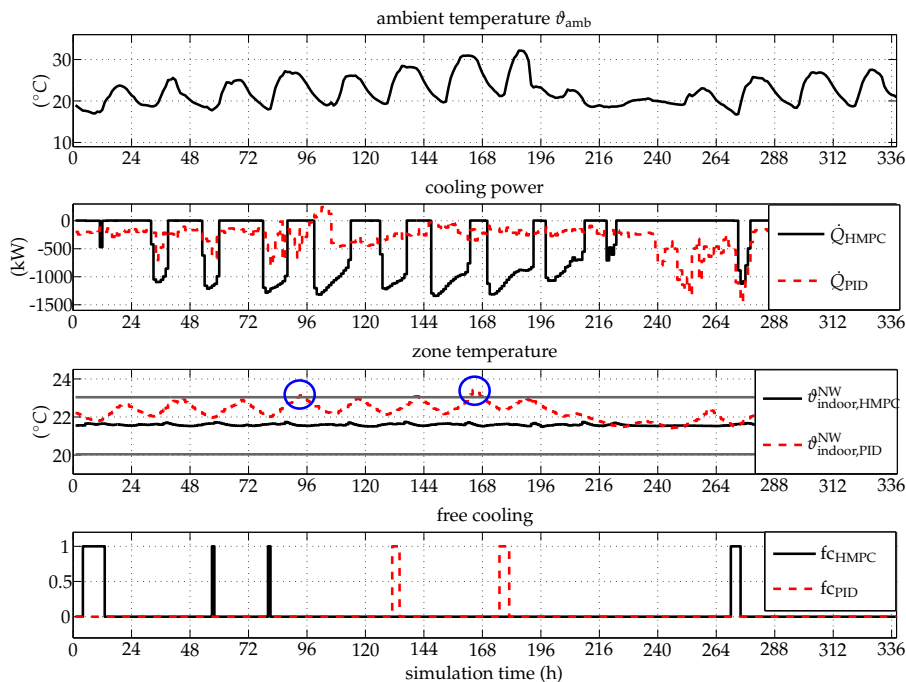 ambient temperature ϑamb
30
20
10
(°C)
0 24 48 72 96 120 144 168 196 216 240 264 288 312 336
cooling power
0
-500
-1000
-1500
(kW)
Q̇HMPC
Q̇PID
0 24 48 72 96 120 144 168 196 216 240 264 288 312 336
zone temperature
24
22
20
(°C)
ϑNWindoor,HMPC
ϑNWindoor,PID
0 24 48 72 96 120 144 168 196 216 240 264 288 312 336
free cooling
1
0.5
0
fcHMPC
fcPID
0 24 48 72 96 120 144 168 196 216 240 264 288 312 336
simulation time (h)